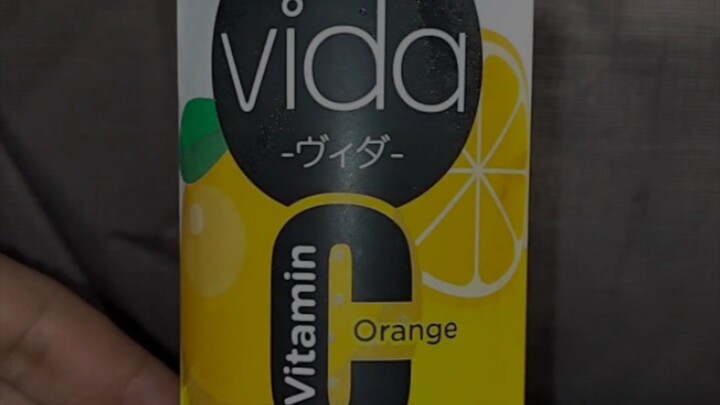 vida
-ヴィダ-
Vitamin
C
Orange